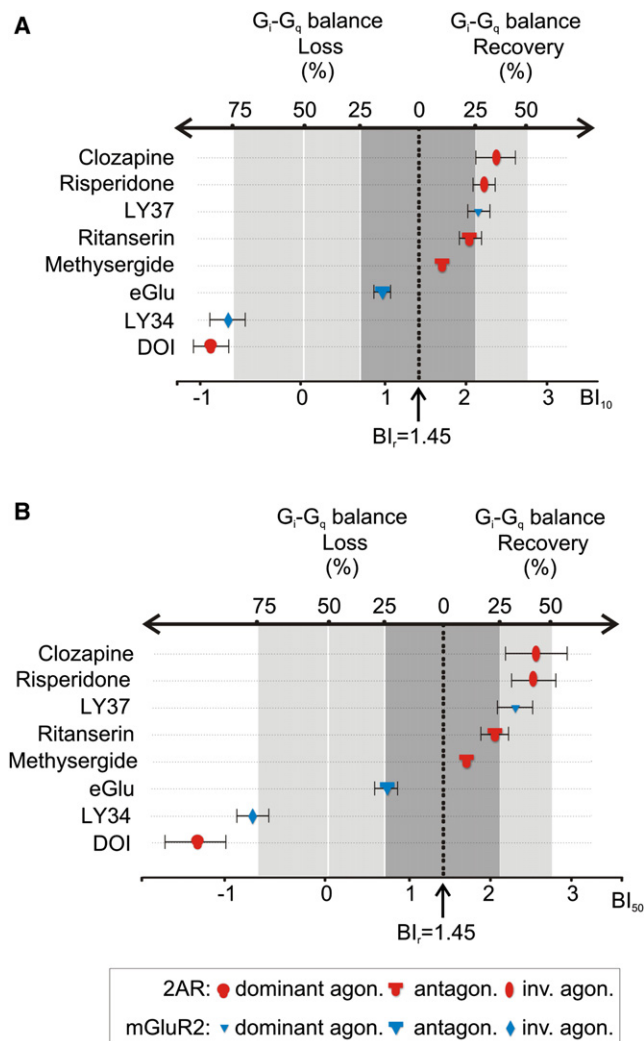 A
Gi-Gq balance Loss (%)
Gi-Gq balance Recovery (%)
75 50 25 0 25 50
Clozapine
Risperidone
LY37
Ritanserin
Methysergide
eGlu
LY34
DOI
-1 0 1 2 3 BI10
BIr=1.45
B
Gi-Gq balance Loss (%)
Gi-Gq balance Recovery (%)
75 50 25 0 25 50
Clozapine
Risperidone
LY37
Ritanserin
Methysergide
eGlu
LY34
DOI
-1 0 1 2 3 BI50
BIr=1.45
2AR: dominant agon. antagon. inv. agon.
mGluR2: dominant agon. antagon. inv. agon.